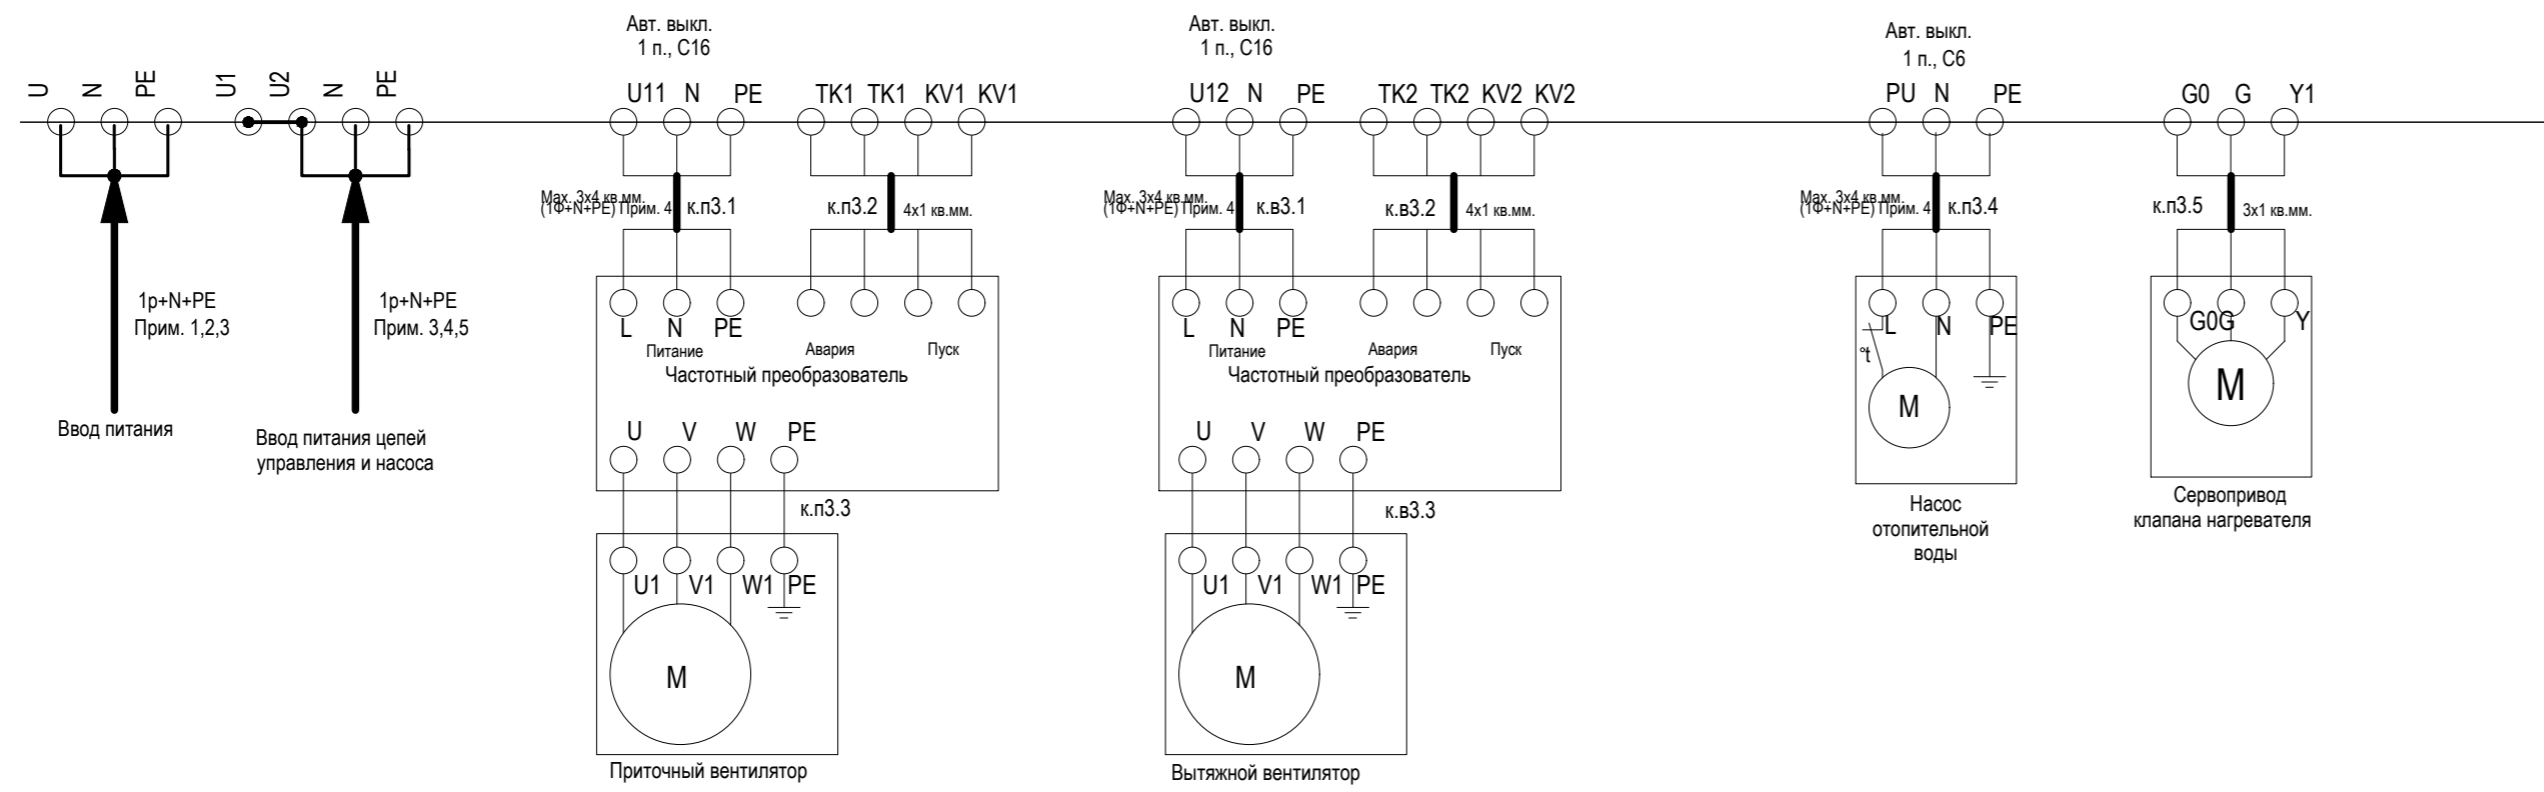 Авт. выкл.
1 п., С16
Авт. выкл.
1 п., С16
Авт. выкл.
1 п., С6
U N PE U1 U2 N PE U11 N PE TK1 TK1 KV1 KV1 U12 N PE TK2 TK2 KV2 KV2 PU N PE G0 G Y1
Max. 3x4 кв.мм.
(1Ф+N+PE) Прим. 4
к.п3.1
к.п3.2
4x1 кв.мм.
Max. 3x4 кв.мм.
(1Ф+N+PE) Прим. 4
к.в3.1
к.в3.2
4x1 кв.мм.
Max. 3x4 кв.мм.
(1Ф+N+PE) Прим. 4
к.п3.4
к.п3.5
3x1 кв.мм.
1p+N+PE
Прим. 1,2,3
Ввод питания
1p+N+PE
Прим. 3,4,5
Ввод питания цепей
управления и насоса
L N PE
Питание
Авария
Пуск
Частотный преобразователь
U V W PE
к.п3.3
U1 V1 W1 PE
M
Приточный вентилятор
L N PE
Питание
Авария
Пуск
Частотный преобразователь
U V W PE
к.в3.3
U1 V1 W1 PE
M
Вытяжной вентилятор
L N PE
°t
M
Насос
отопительной
воды
G0 G Y
M
Сервопривод
клапана нагревателя